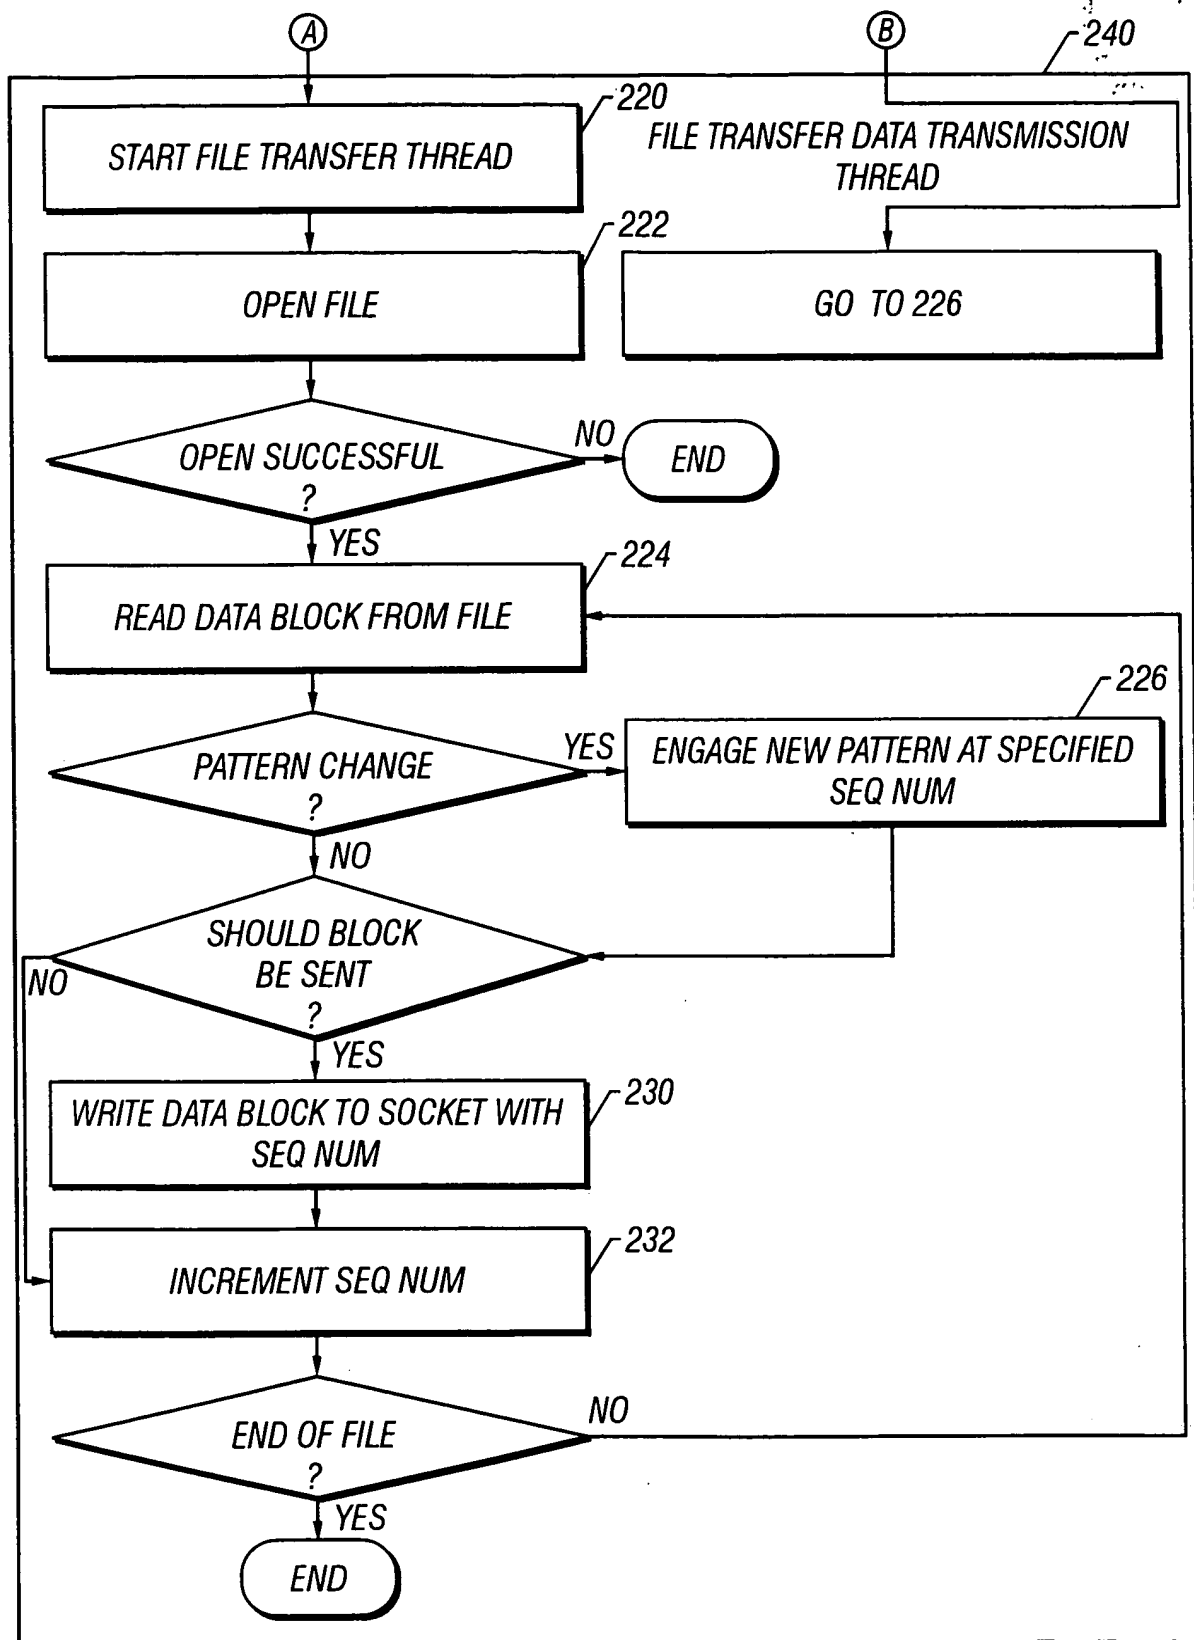 A
B
240
220
START FILE TRANSFER THREAD
FILE TRANSFER DATA TRANSMISSION
THREAD
222
OPEN FILE
GO TO 226
OPEN SUCCESSFUL
?
NO
END
YES
224
READ DATA BLOCK FROM FILE
226
PATTERN CHANGE
?
YES
ENGAGE NEW PATTERN AT SPECIFIED
SEQ NUM
NO
SHOULD BLOCK
BE SENT
?
NO
YES
230
WRITE DATA BLOCK TO SOCKET WITH
SEQ NUM
232
INCREMENT SEQ NUM
END OF FILE
?
NO
YES
END